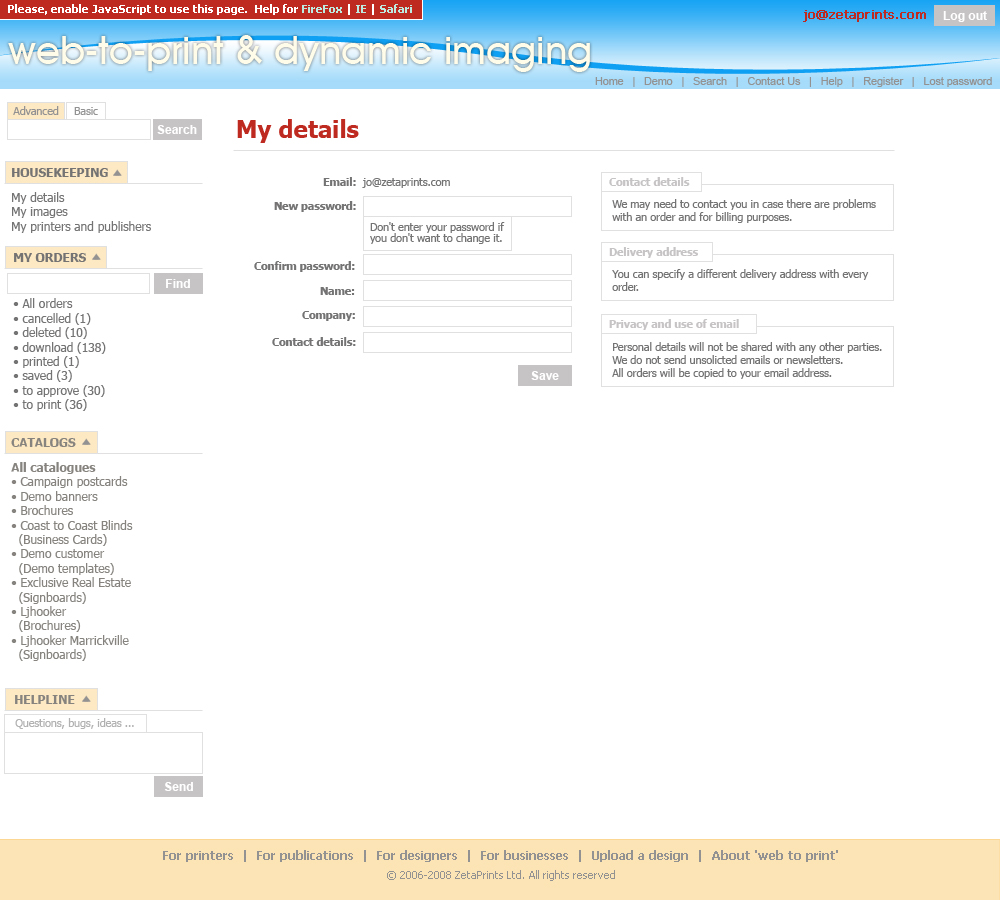 Please, enable JavaScript to use this page. Help for FireFox | IE | Safari
jo@zetaprints.com Log out
web-to-print & dynamic imaging
Home | Demo | Search | Contact Us | Help | Register | Lost password
Advanced Basic
Search
HOUSEKEEPING
My details
My images
My printers and publishers
MY ORDERS
Find
• All orders
• cancelled (1)
• deleted (10)
• download (138)
• printed (1)
• saved (3)
• to approve (30)
• to print (36)
CATALOGS
All catalogues
• Campaign postcards
• Demo banners
• Brochures
• Coast to Coast Blinds
(Business Cards)
• Demo customer
(Demo templates)
• Exclusive Real Estate
(Signboards)
• Ljhooker
(Brochures)
• Ljhooker Marrickville
(Signboards)
HELPLINE
Questions, bugs, ideas ...
Send
My details
Email: jo@zetaprints.com
New password:
Don't enter your password if
you don't want to change it.
Confirm password:
Name:
Company:
Contact details:
Save
Contact details
We may need to contact you in case there are problems
with an order and for billing purposes.
Delivery address
You can specify a different delivery address with every
order.
Privacy and use of email
Personal details will not be shared with any other parties.
We do not send unsolicted emails or newsletters.
All orders will be copied to your email address.
For printers | For publications | For designers | For businesses | Upload a design | About 'web to print'
© 2006-2008 ZetaPrints Ltd. All rights reserved